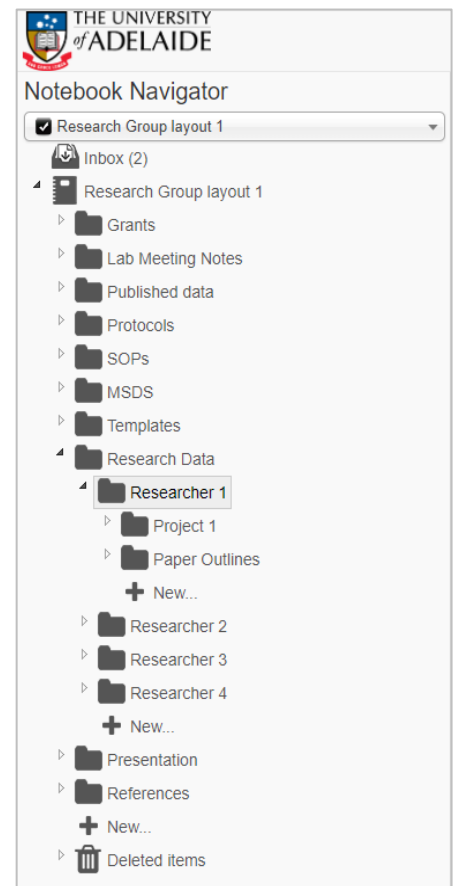 THE UNIVERSITY
of ADELAIDE
Notebook Navigator
Research Group layout 1
Inbox (2)
Research Group layout 1
Grants
Lab Meeting Notes
Published data
Protocols
SOPs
MSDS
Templates
Research Data
Researcher 1
Project 1
Paper Outlines
New...
Researcher 2
Researcher 3
Researcher 4
New...
Presentation
References
New...
Deleted items